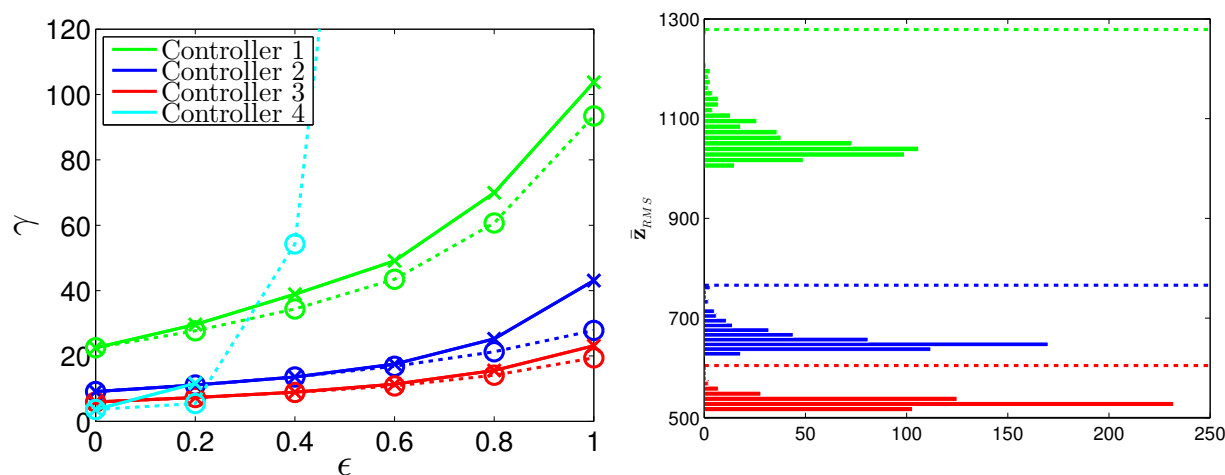 120
100
80
60
40
20
0
γ
Controller 1
Controller 2
Controller 3
Controller 4
0 0.2 0.4 0.6 0.8 1
ϵ
1300
1100
900
700
500
z̄RMS
0 50 100 150 200 250